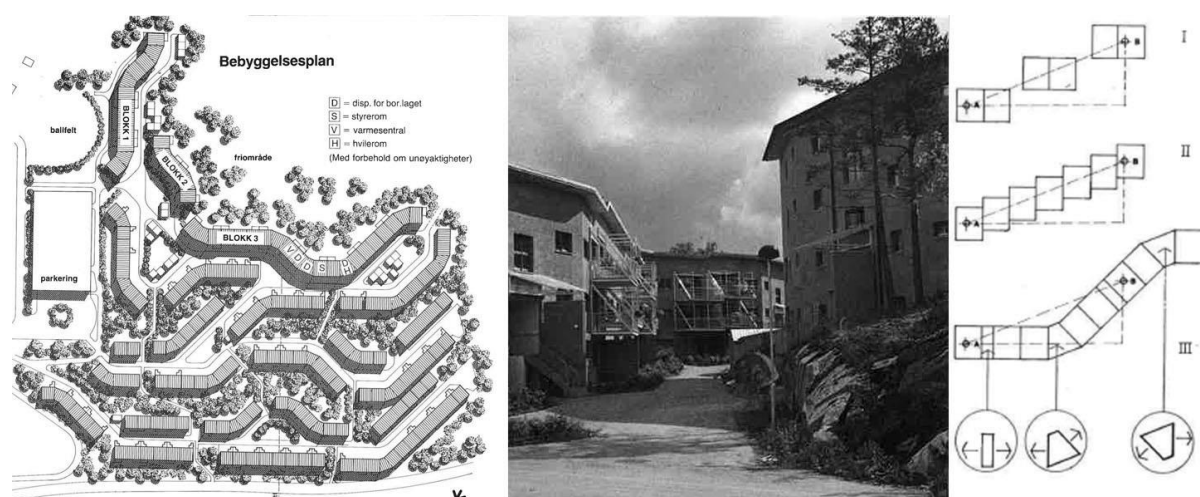 Bebyggelsesplan
D = disp. for bor.laget
S = styrerom
V = varmesentral
H = hvilerom
(Med forbehold om unøyaktigheter)
ballfelt
BLOKK 1
BLOKK 2
friområde
BLOKK 3
V D D S D H
parkering
I
B
A
II
B
A
B
A
III